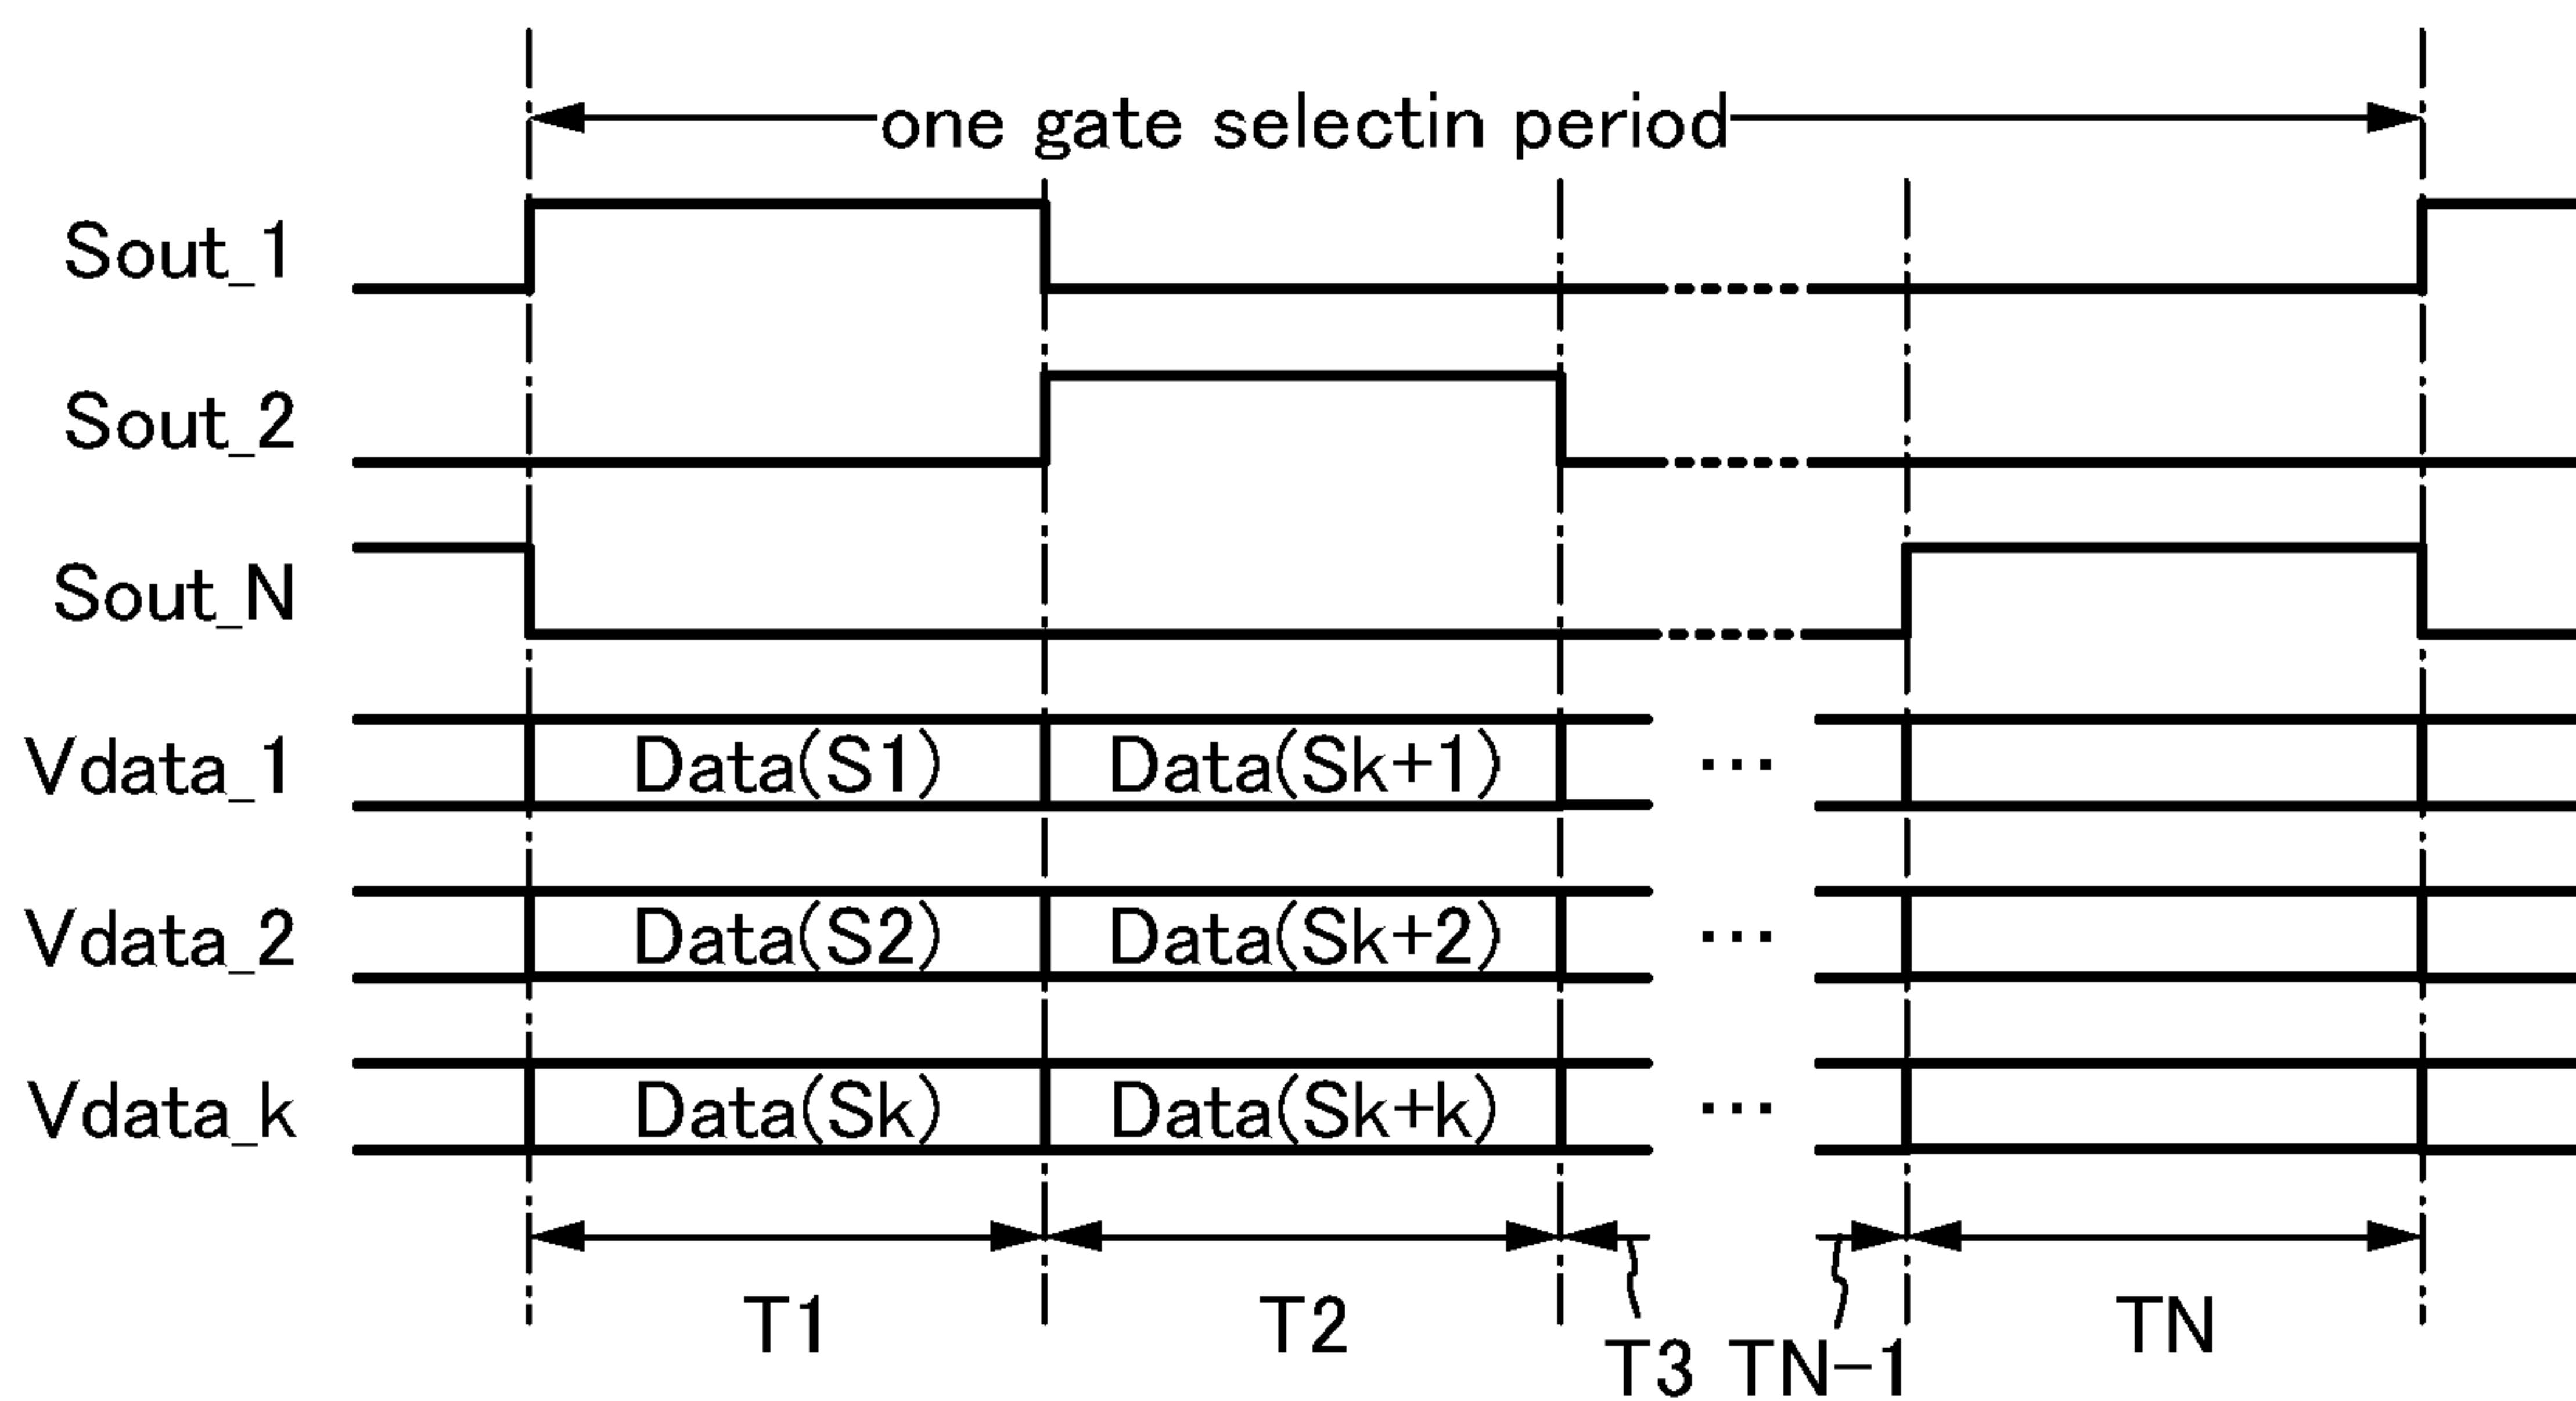 one gate selectin period
Sout_1
Sout_2
Sout_N
Vdata_1 Data(S1) Data(Sk+1) ...
Vdata_2 Data(S2) Data(Sk+2) ...
Vdata_k Data(Sk) Data(Sk+k) ...
T1 T2 TN
T3 TN-1